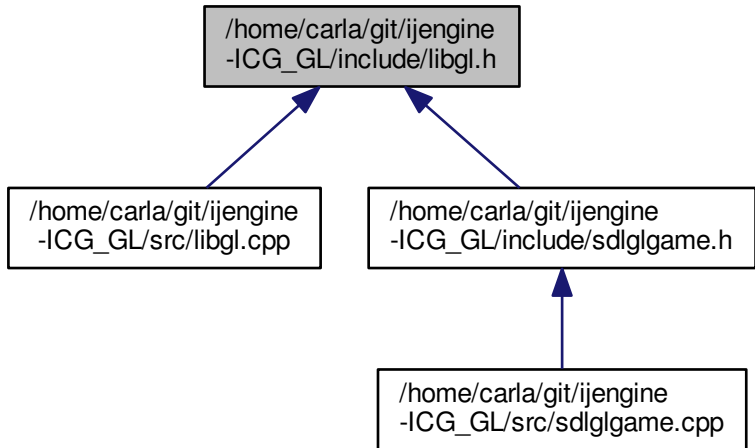 /home/carla/git/ijengine
-ICG_GL/include/libgl.h
/home/carla/git/ijengine
-ICG_GL/src/libgl.cpp
/home/carla/git/ijengine
-ICG_GL/include/sdlglgame.h
/home/carla/git/ijengine
-ICG_GL/src/sdlglgame.cpp